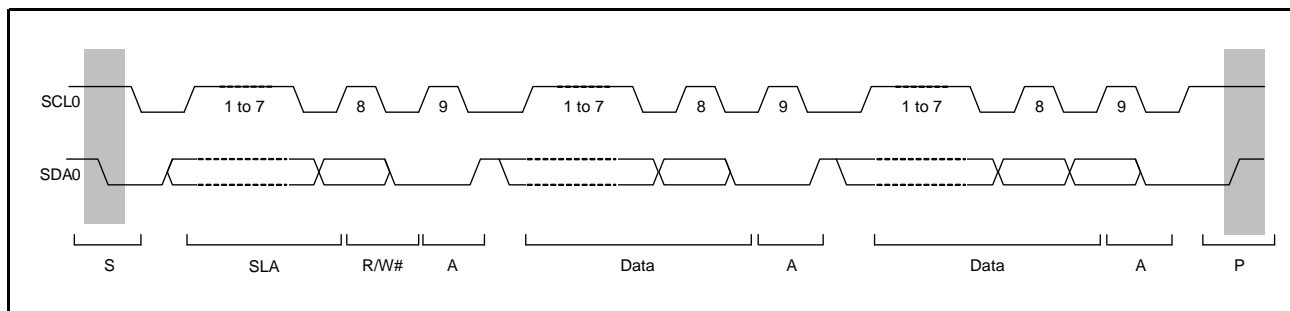 SCL0
1 to 7 8 9 1 to 7 8 9 1 to 7 8 9
SDA0
S SLA R/W# A Data A Data A P